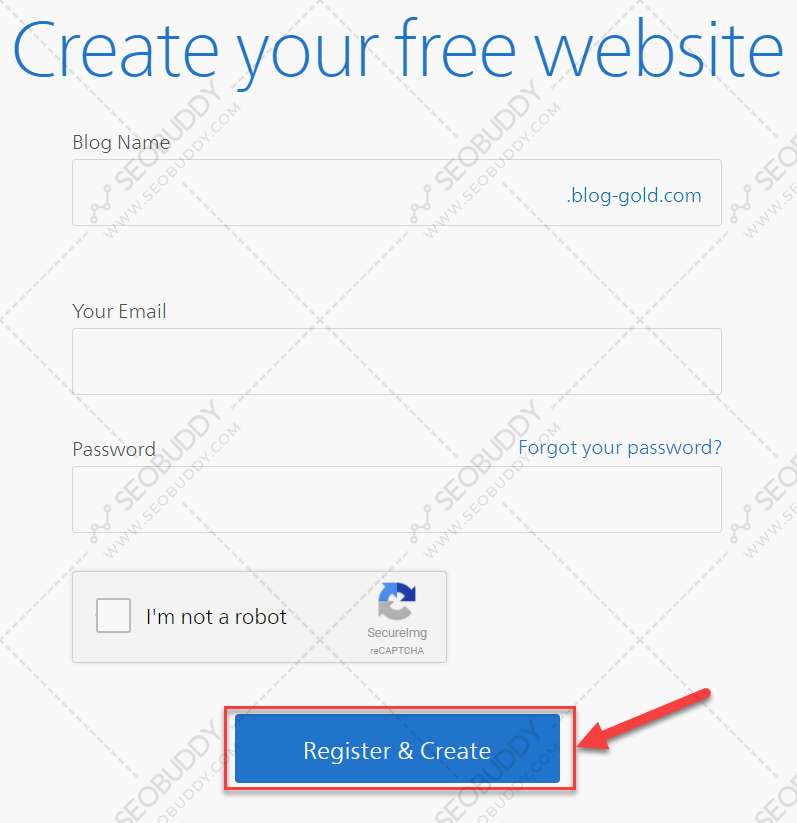 Create your free website
Blog Name
.blog-gold.com
Your Email
Password
Forgot your password?
I'm not a robot
SecureImg
reCAPTCHA
Register & Create
SEOBUDDY
WWW.SEOBUDDY.COM